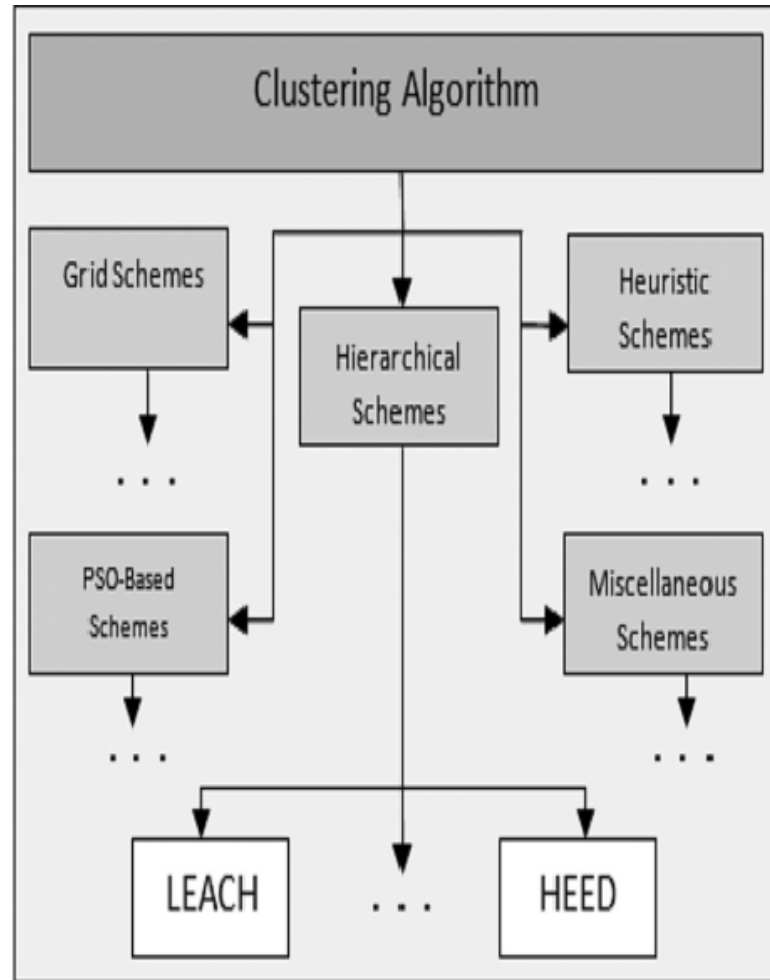 Clustering Algorithm
Grid Schemes
Hierarchical
Schemes
Heuristic
Schemes
. . .
. . .
PSO-Based
Schemes
Miscellaneous
Schemes
. . .
. . .
LEACH
. . .
HEED